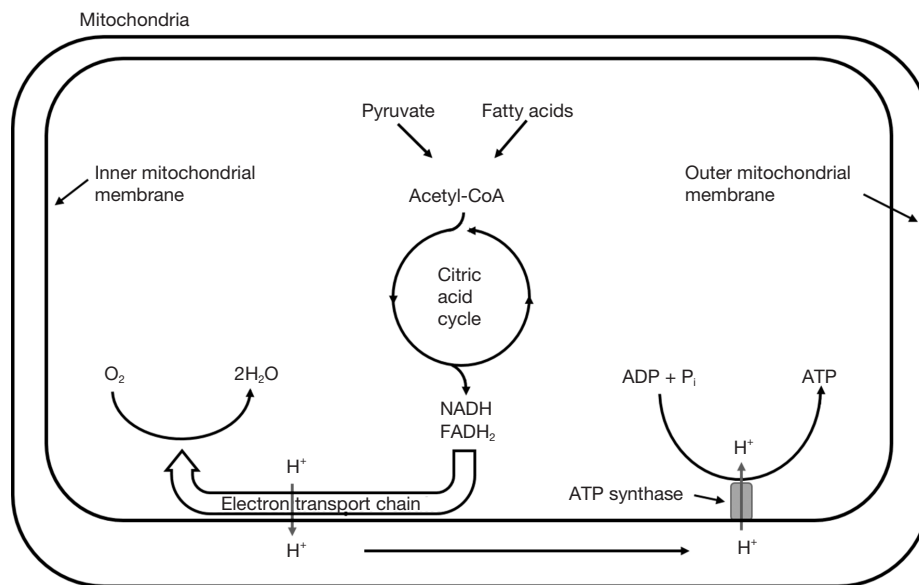 Mitochondria
Pyruvate
Fatty acids
Inner mitochondrial
membrane
Outer mitochondrial
membrane
Acetyl-CoA
Citric
acid
cycle
O₂
2H₂O
ADP + Pᵢ
ATP
NADH
FADH₂
H⁺
H⁺
Electron transport chain
ATP synthase
H⁺
H⁺